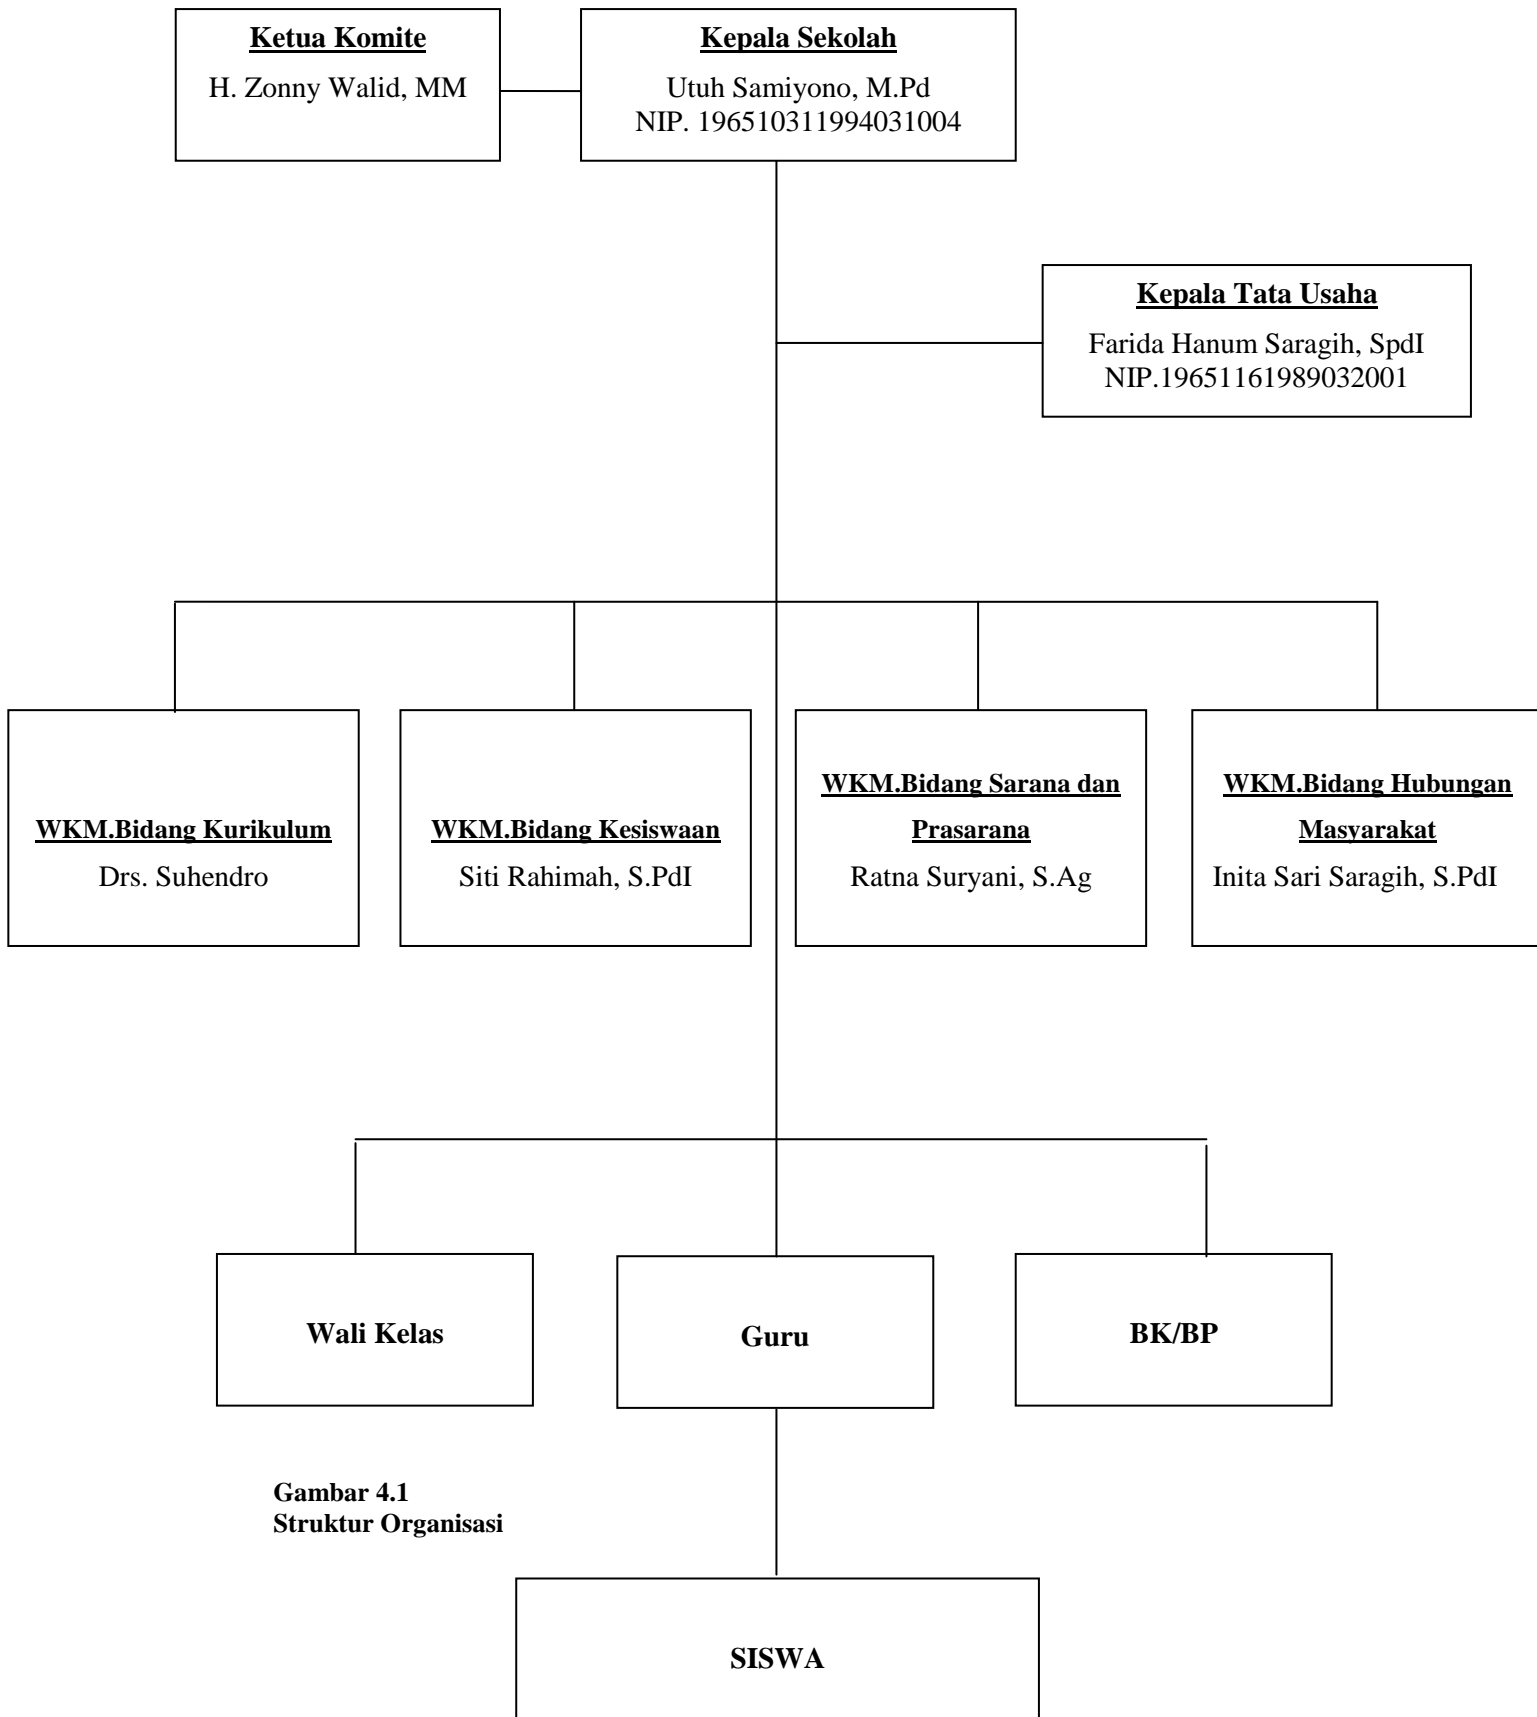 Ketua Komite
H. Zonny Walid, MM
Kepala Sekolah
Utuh Samiyono, M.Pd
NIP. 196510311994031004
Kepala Tata Usaha
Farida Hanum Saragih, SpdI
NIP.19651161989032001
WKM.Bidang Kurikulum
Drs. Suhendro
WKM.Bidang Kesiswaan
Siti Rahimah, S.PdI
WKM.Bidang Sarana dan
Prasarana
Ratna Suryani, S.Ag
WKM.Bidang Hubungan
Masyarakat
Inita Sari Saragih, S.PdI
Wali Kelas
Guru
BK/BP
Gambar 4.1
Struktur Organisasi
SISWA